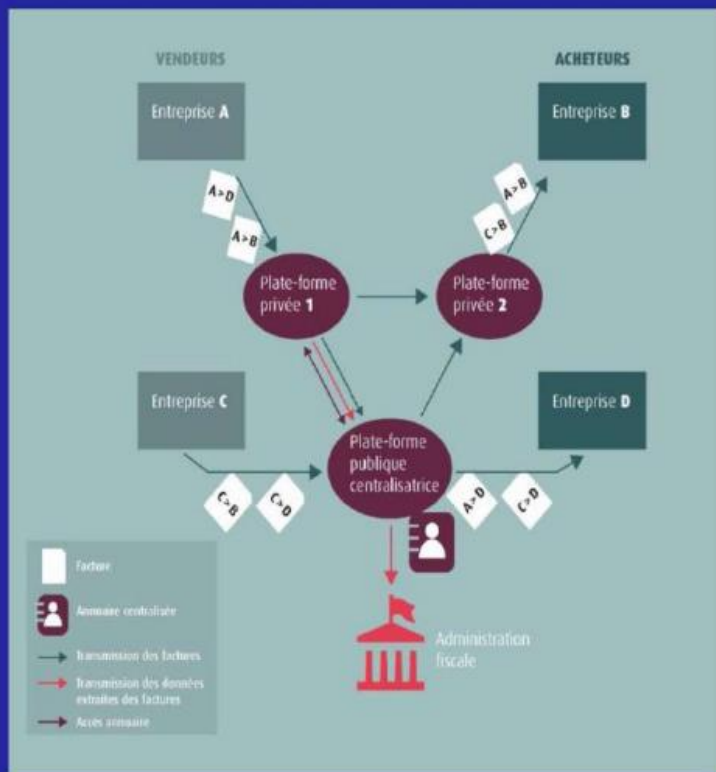 VENDEURS
ACHETEURS
Entreprise A
Entreprise B
A>D
A>B
A>B
C>B
Plate-forme
privée 1
Plate-forme
privée 2
Entreprise C
Entreprise D
Plate-forme
publique
centralisatrice
C>B
C>D
A>D
C>D
Facture
Annuaire centralisée
Transmission des factures
Transmission des données
extraites des factures
Accès annuaire
Administration
fiscale